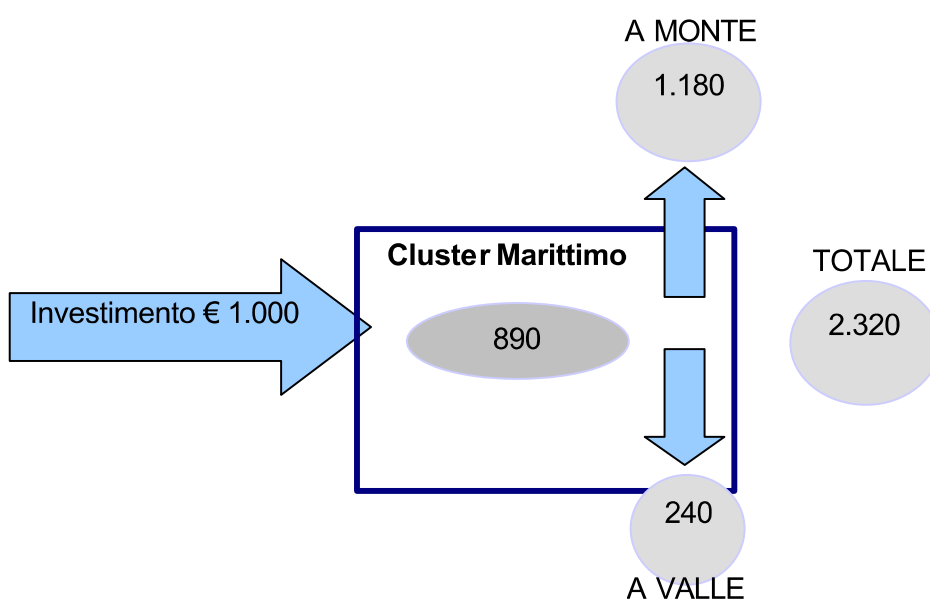 A MONTE
1.180
Cluster Marittimo
TOTALE
Investimento € 1.000
2.320
890
240
A VALLE